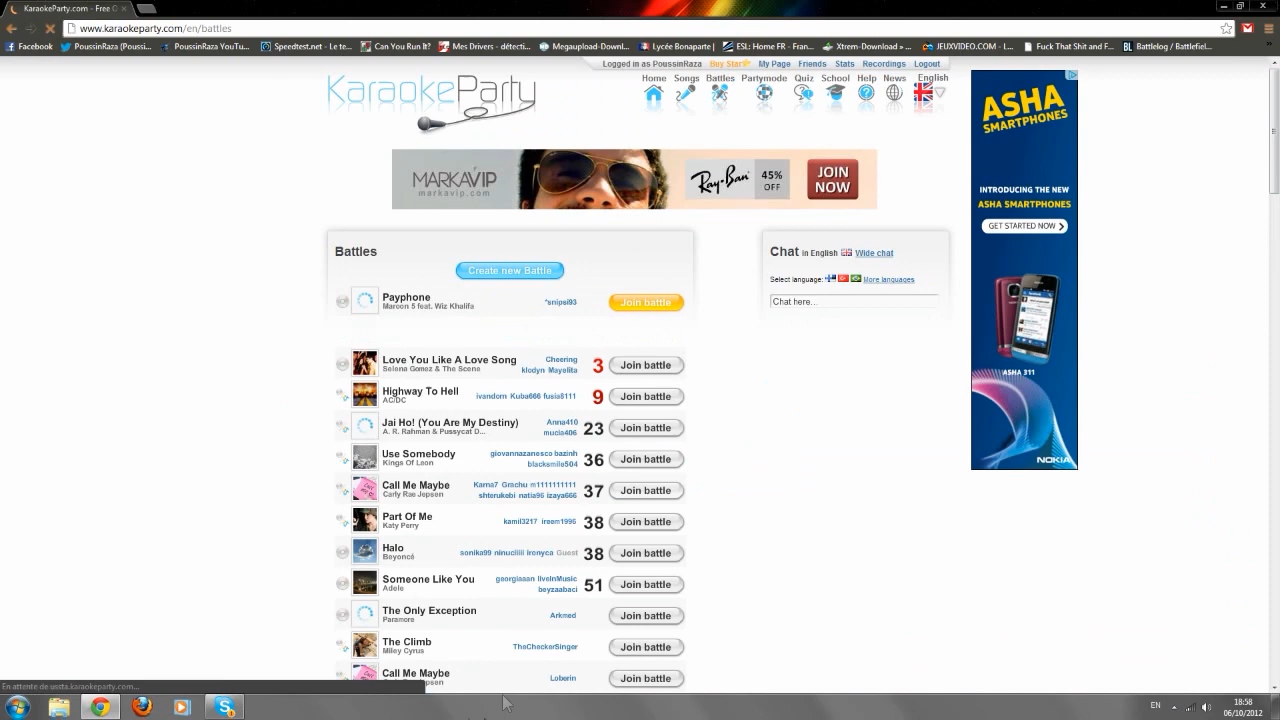 KaraokeParty.com - Free O
www.karaokeparty.com/en/battles
Facebook PoussinRaza (Poussi... PoussinRaza YouTu... Speedtest.net - Le te... Can You Run It? Mes Drivers - détecti... Megaupload-Downl... Lycée Bonaparte | ESL: Home FR - Fran... Xtrem-Download » ... JEUXVIDEO.COM - L... Fuck That Shit and F... Battlelog / Battlefiel...
Logged in as PoussinRaza Buy Star My Page Friends Stats Recordings Logout
KaraokeParty
Home Songs Battles Partymode Quiz School Help News English
MARKAVIP
markavip.com
Ray-Ban
45%
OFF
JOIN
NOW
ASHA
SMARTPHONES
INTRODUCING THE NEW
ASHA SMARTPHONES
GET STARTED NOW
ASHA 311
NOKIA
Battles
Create new Battle
Payphone
Maroon 5 feat. Wiz Khalifa
*snipsi93
Join battle
Love You Like A Love Song
Selena Gomez & The Scene
Cheering
klodyn Mayelita
3
Join battle
Highway To Hell
AC/DC
ivandorn Kuba666 fusia8111
9
Join battle
Jai Ho! (You Are My Destiny)
A. R. Rahman & Pussycat D...
Anna410
mucia406
23
Join battle
Use Somebody
Kings Of Leon
giovannazanesco bazinh
blacksmile504
36
Join battle
Call Me Maybe
Carly Rae Jepsen
Karna7 Grachu m1111111111
shterukebi natia96 izaya666
37
Join battle
Part Of Me
Katy Perry
kamil3217 ireem1996
38
Join battle
Halo
Beyoncé
sonika99 ninuciiiii ironyca Guest
38
Join battle
Someone Like You
Adele
georgiaaan liveInMusic
beyzaabaci
51
Join battle
The Only Exception
Paramore
Arkmed
Join battle
The Climb
Miley Cyrus
TheCheckerSinger
Join battle
Call Me Maybe
Loberin
Join battle
Chat in English Wide chat
Select language: More languages
Chat here...
En attente de ussta.karaokeparty.com...
EN
18:58
06/10/2012